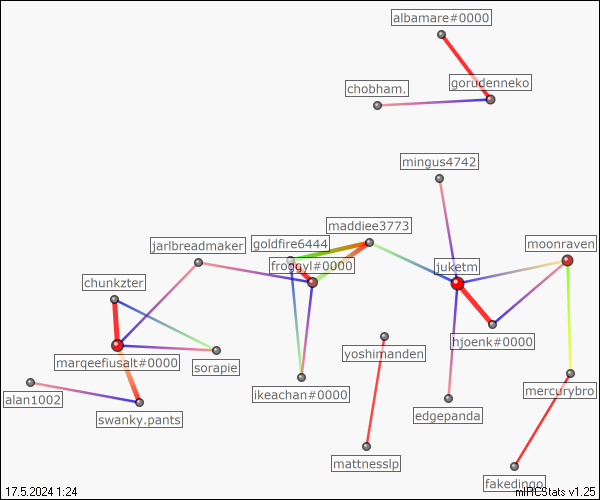 albamare#0000
gorudenneko
chobham.
mingus4742
maddiee3773
jarlbreadmaker
goldfire6444
moonraven
froggyl#0000
juketm
chunkzter
hjoenk#0000
yoshimanden
marqeefiusalt#0000
sorapie
ikeachan#0000
mercurybro
alan1002
swanky.pants
edgepanda
mattnesslp
fakedingo
17.5.2024 1:24
mIRCStats v1.25